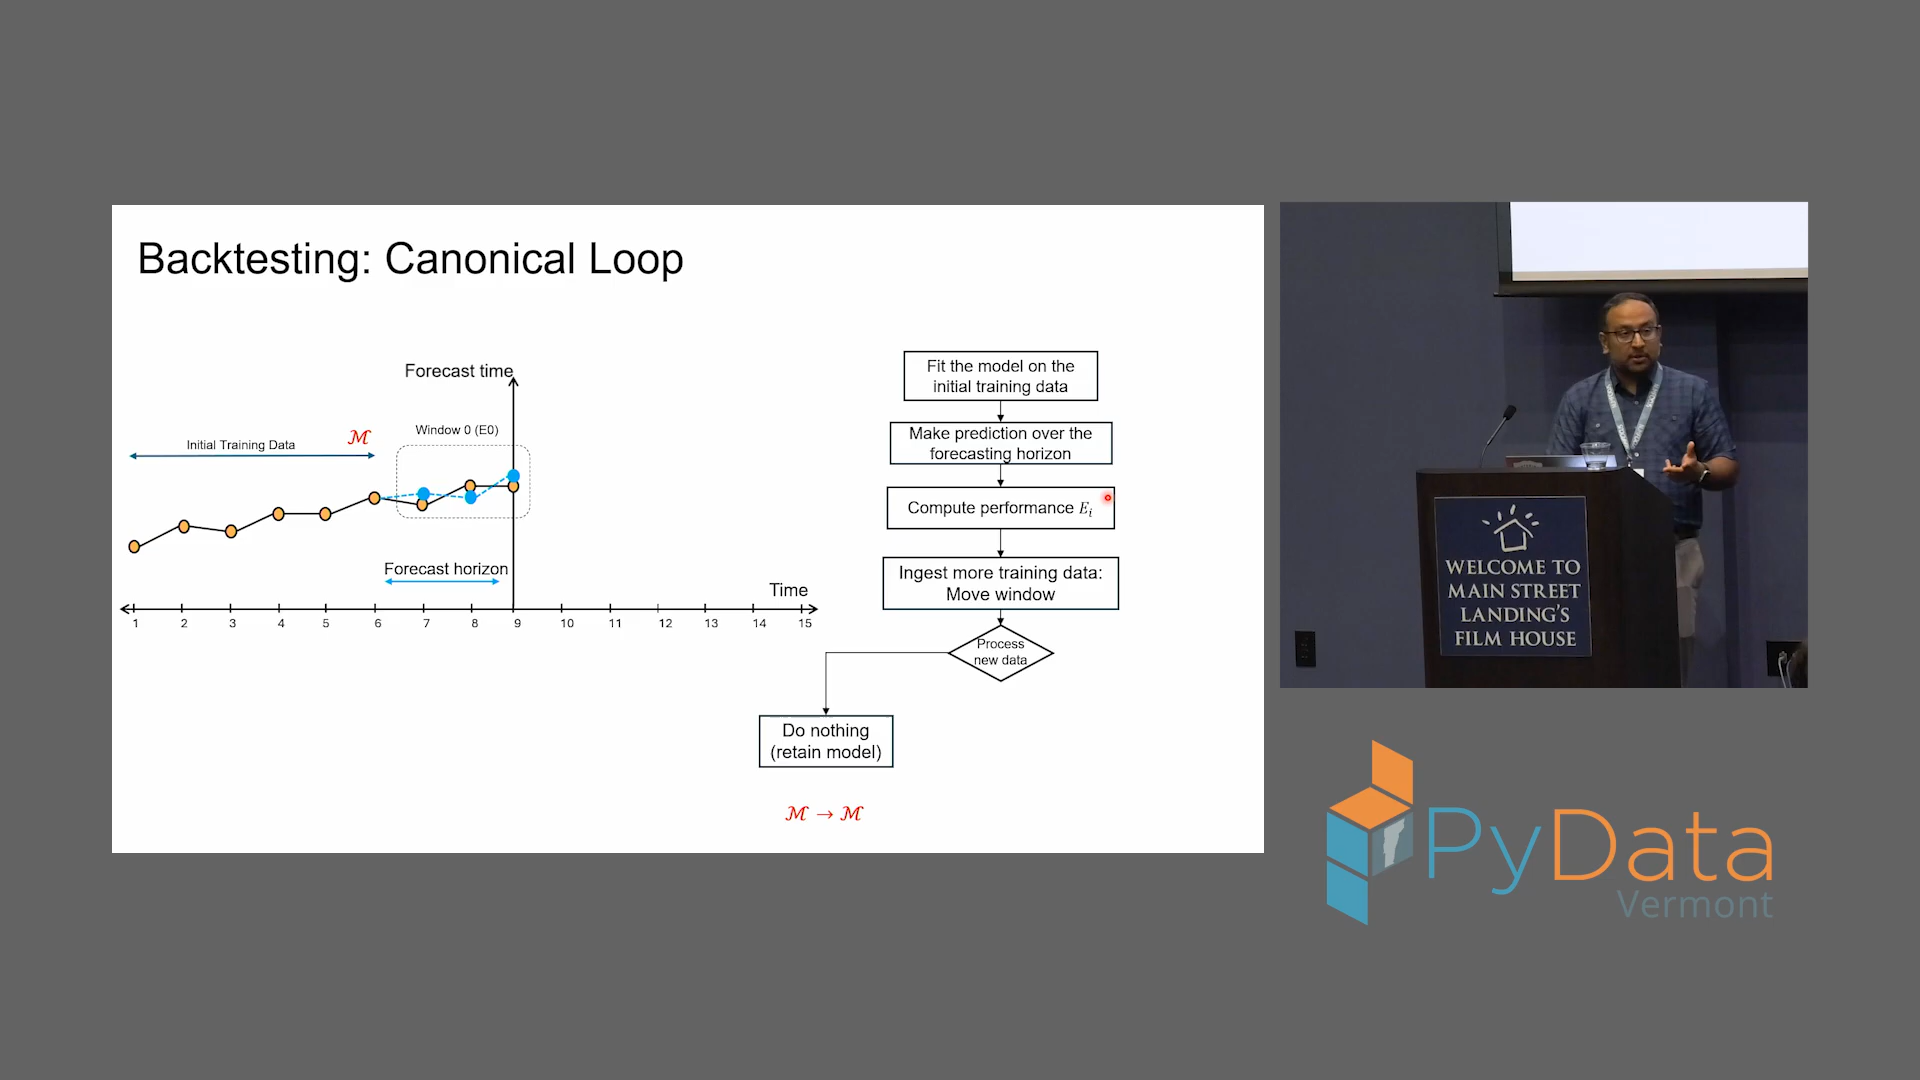 Backtesting: Canonical Loop
Forecast time
Window 0 (E0)
Initial Training Data
ℳ
Forecast horizon
Time
1 2 3 4 5 6 7 8 9 10 11 12 13 14 15
Fit the model on the
initial training data
Make prediction over the
forecasting horizon
Compute performance E_i
Ingest more training data:
Move window
Process
new data
Do nothing
(retain model)
ℳ → ℳ
WELCOME TO
MAIN STREET
LANDING'S
FILM HOUSE
PyData
Vermont